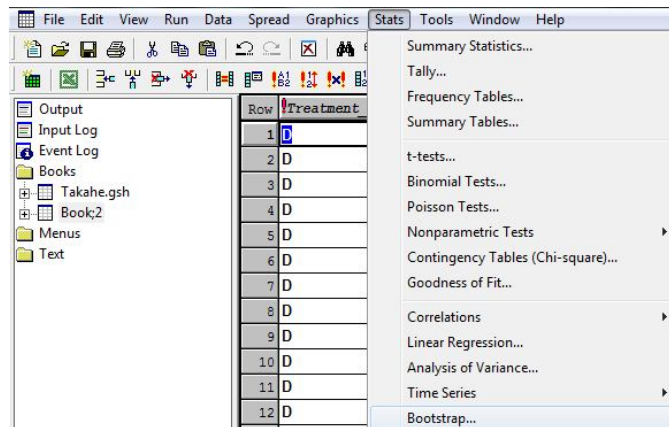 File Edit View Run Data Spread Graphics Stats Tools Window Help
Output
Input Log
Event Log
Books
Takahe.gsh
Book;2
Menus
Text
Row !Treatment_
1 D
2 D
3 D
4 D
5 D
6 D
7 D
8 D
9 D
10 D
11 D
12 D
Summary Statistics...
Tally...
Frequency Tables...
Summary Tables...
t-tests...
Binomial Tests...
Poisson Tests...
Nonparametric Tests
Contingency Tables (Chi-square)...
Goodness of Fit...
Correlations
Linear Regression...
Analysis of Variance...
Time Series
Bootstrap...